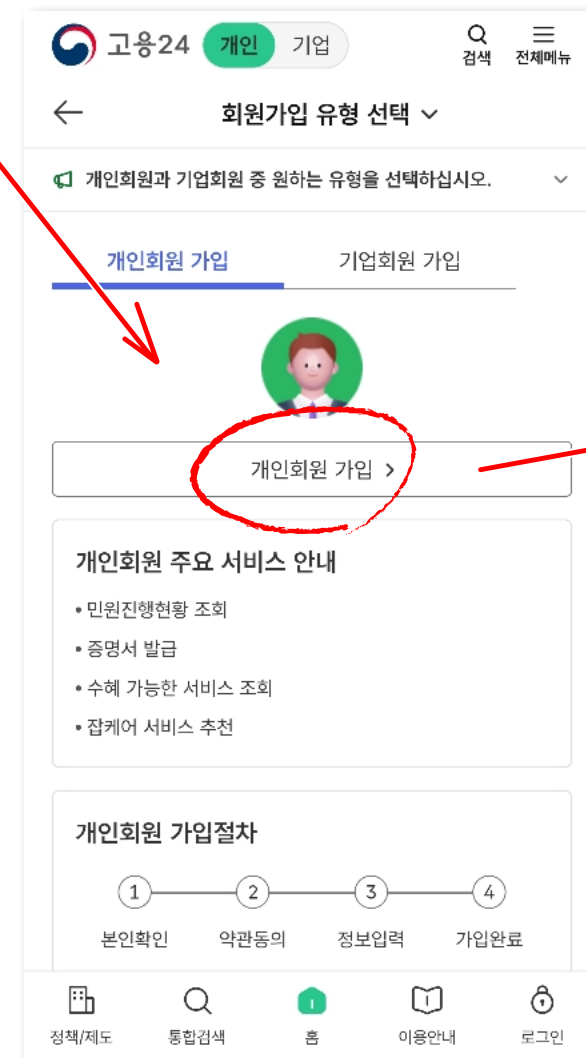 고용24 개인 기업 검색 전체메뉴
회원가입 유형 선택
개인회원과 기업회원 중 원하는 유형을 선택하십시오.
개인회원 가입 기업회원 가입
개인회원 가입 >
개인회원 주요 서비스 안내
• 민원진행현황 조회
• 증명서 발급
• 수혜 가능한 서비스 조회
• 잡케어 서비스 추천
개인회원 가입절차
1 2 3 4
본인확인 약관동의 정보입력 가입완료
정책/제도 통합검색 홈 이용안내 로그인